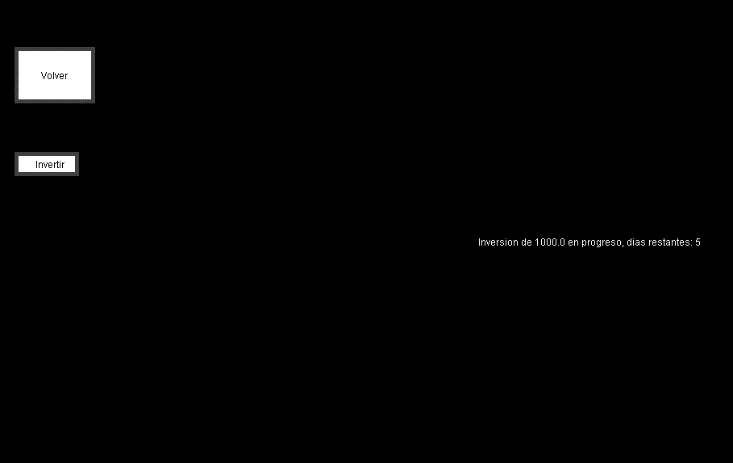 Volver
Invertir
Inversion de 1000.0 en progreso, dias restantes: 5